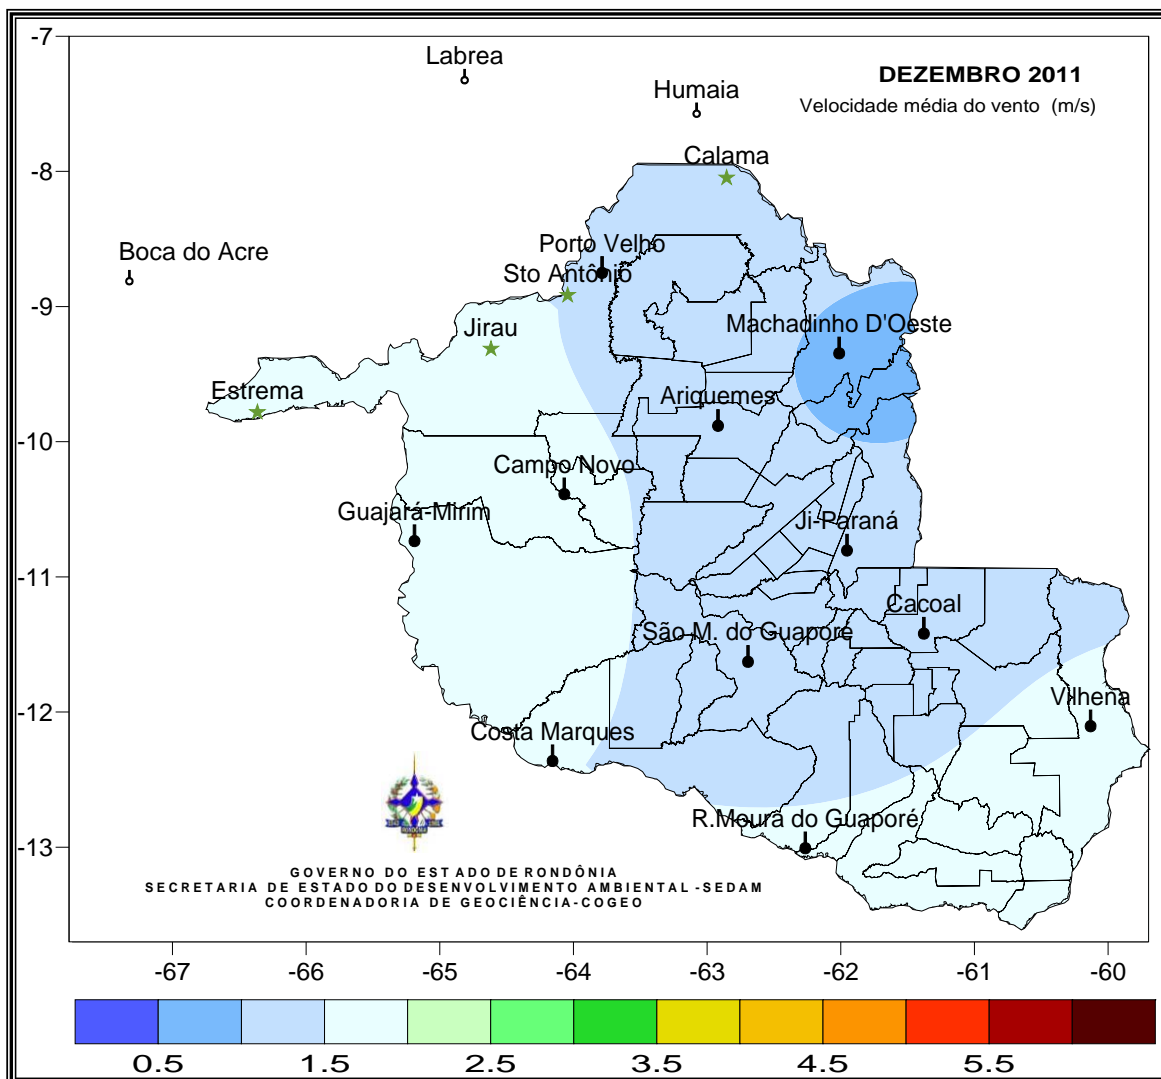 -7
Labrea
DEZEMBRO 2011
Humaia
Velocidade média do vento (m/s)
Calama
-8
Porto Velho
Boca do Acre
Sto Antônio
-9
Machadinho D'Oeste
Jirau
Estrema
Ariquemes
-10
Campo Novo
Guajará-Mirim
Ji-Paraná
-11
Cacoal
São M. do Guaporé
Vilhena
-12
Costa Marques
R.Moura do Guaporé
-13
GOVERNO DO ESTADO DE RONDÔNIA
SECRETARIA DE ESTADO DO DESENVOLVIMENTO AMBIENTAL -SEDAM
COORDENADORIA DE GEOCIÊNCIA-COGEO
-67 -66 -65 -64 -63 -62 -61 -60
0.5 1.5 2.5 3.5 4.5 5.5